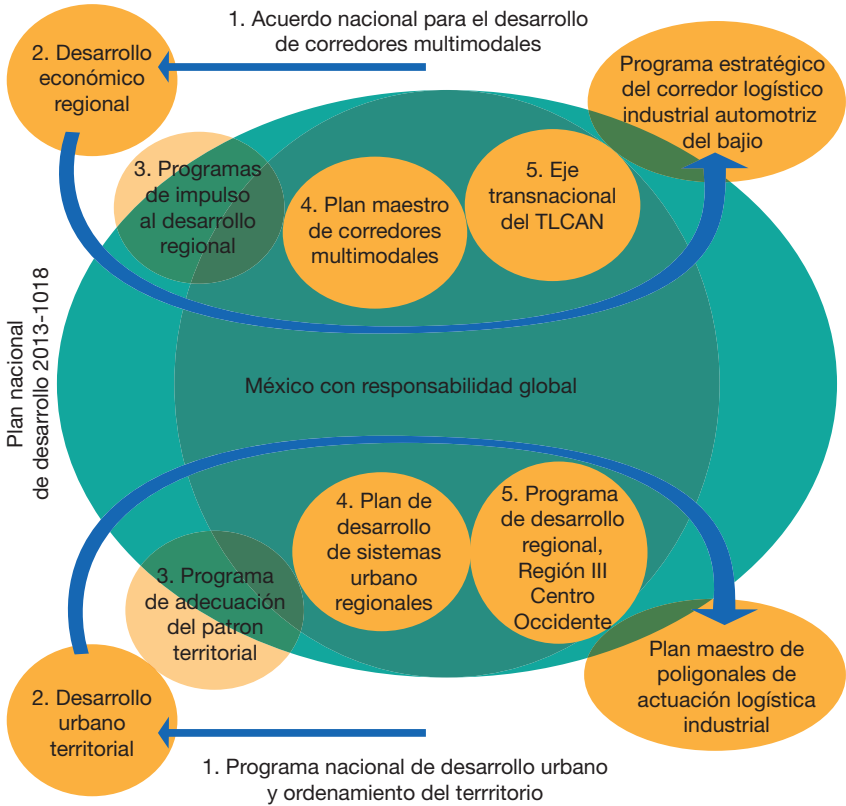 1. Acuerdo nacional para el desarrollo
de corredores multimodales
2. Desarrollo
económico
regional
Programa estratégico
del corredor logístico
industrial automotriz
del bajio
3. Programas
de impulso
al desarrollo
regional
4. Plan maestro
de corredores
multimodales
5. Eje
transnacional
del TLCAN
Plan nacional
de desarrollo 2013-1018
México con responsabilidad global
3. Programa
de adecuación
del patron
territorial
4. Plan de
desarrollo
de sistemas
urbano
regionales
5. Programa
de desarrollo
regional,
Región III
Centro
Occidente
2. Desarrollo
urbano
territorial
Plan maestro de
poligonales de
actuación logística
industrial
1. Programa nacional de desarrollo urbano
y ordenamiento del terrritorio